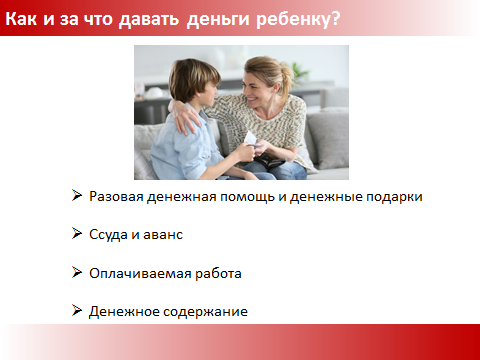 Как и за что давать деньги ребенку?
Разовая денежная помощь и денежные подарки
Ссуда и аванс
Оплачиваемая работа
Денежное содержание